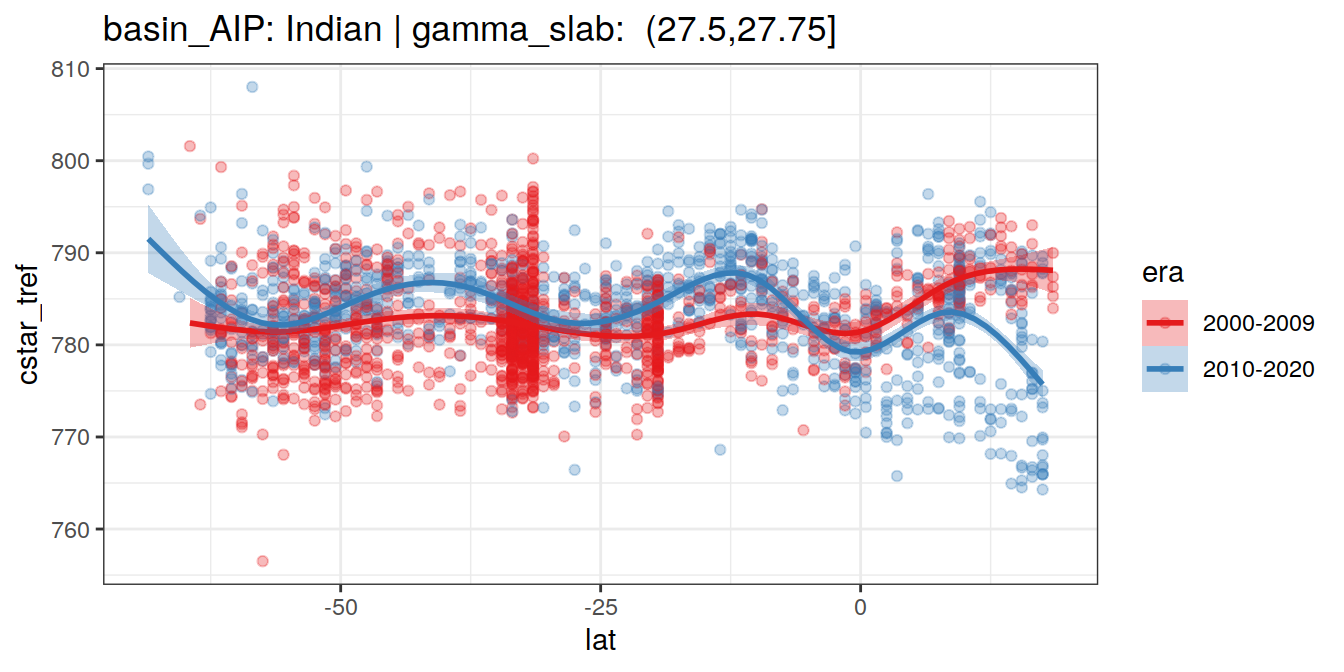 basin_AIP: Indian | gamma_slab:  (27.5,27.75]
810
800
790
780
770
760
cstar_tref
-50
-25
0
lat
era
2000-2009
2010-2020